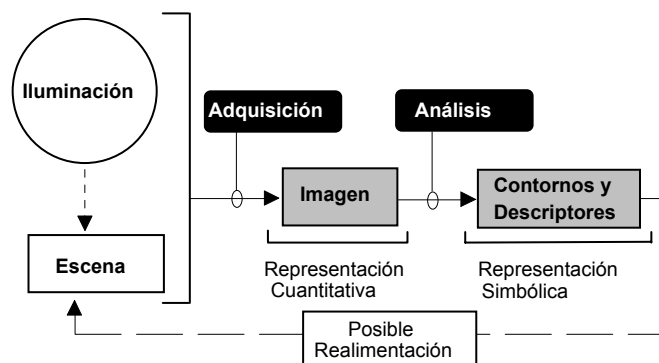 Iluminación
Adquisición
Análisis
Imagen
Contornos y
Descriptores
Escena
Representación
Cuantitativa
Representación
Simbólica
Posible
Realimentación